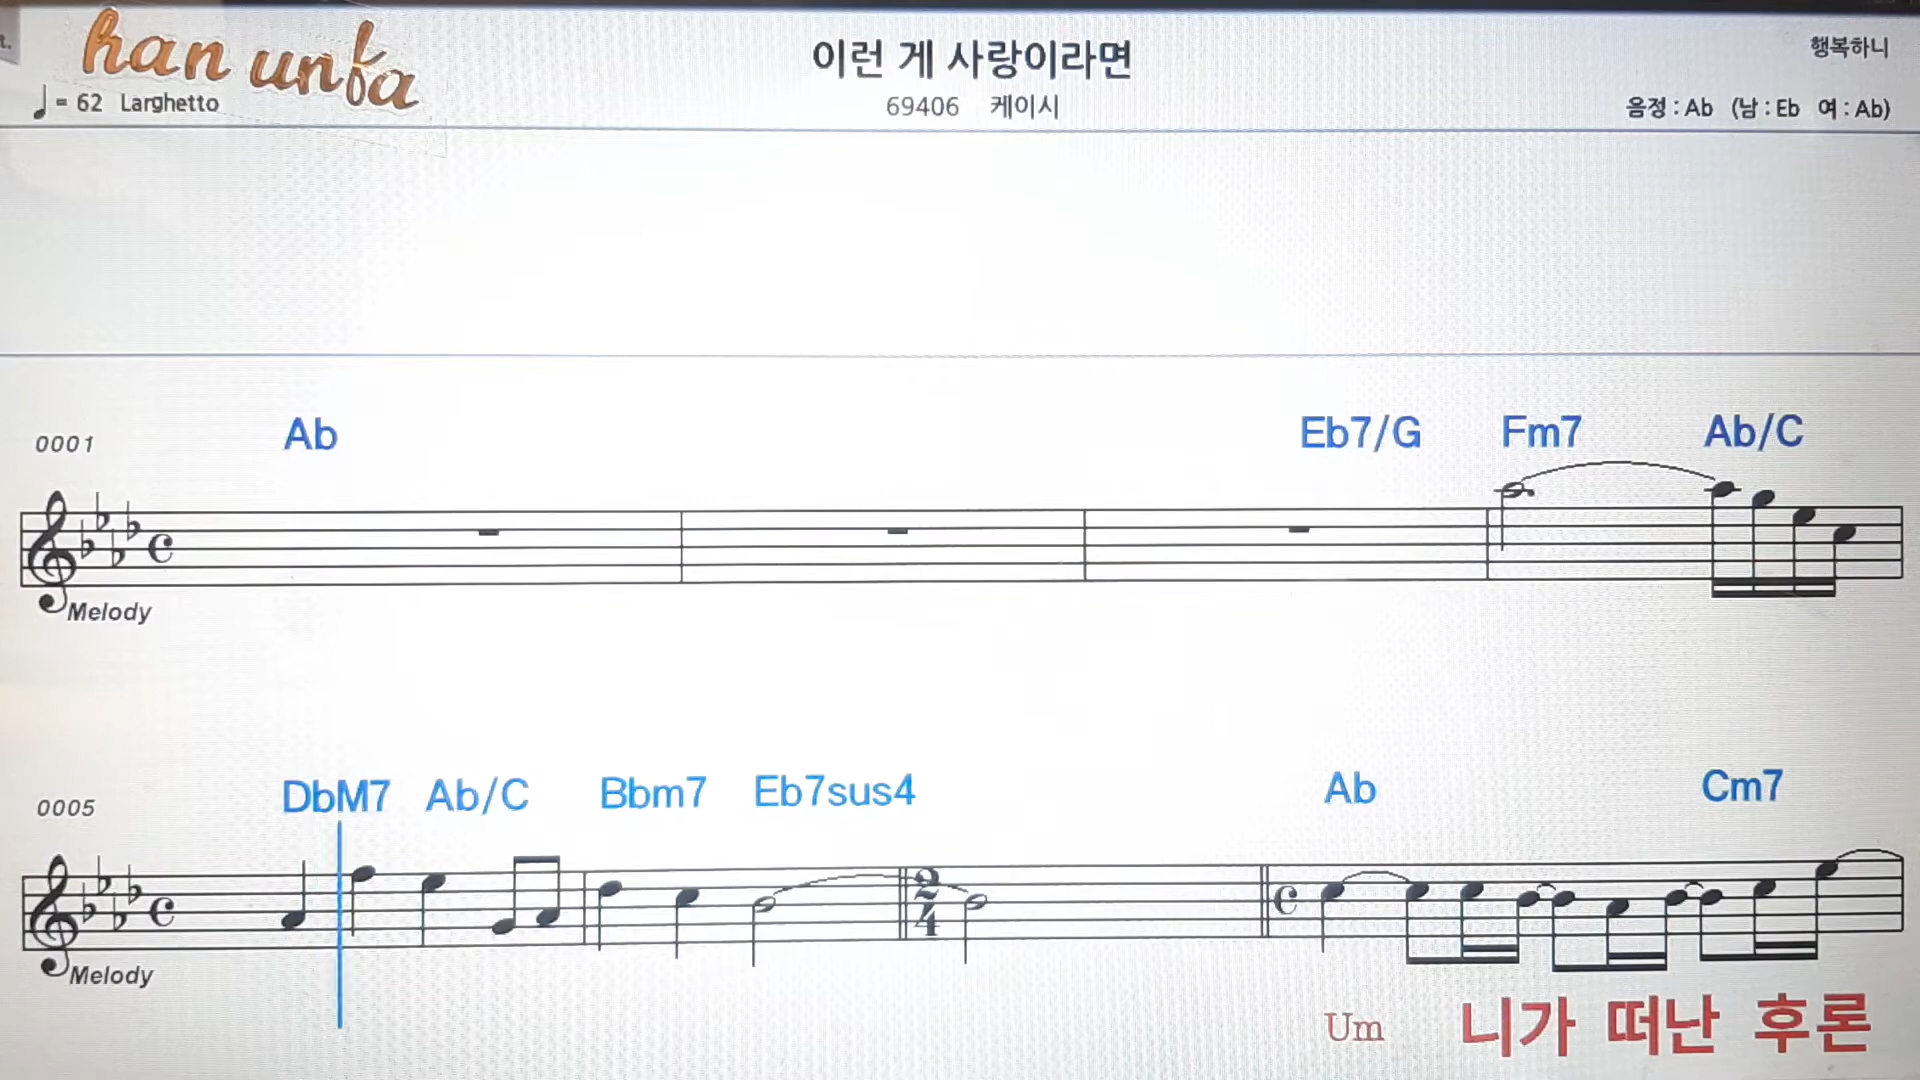 t.
han unfa
이런 게 사랑이라면
행복하니
= 62 Larghetto
69406 케이시
음정 : Ab (남 : Eb 여 : Ab)
0001 Ab Eb7/G Fm7 Ab/C
Melody
0005 DbM7 Ab/C Bbm7 Eb7sus4 Ab Cm7
2
4
Melody
Um 니가 떠난 후론